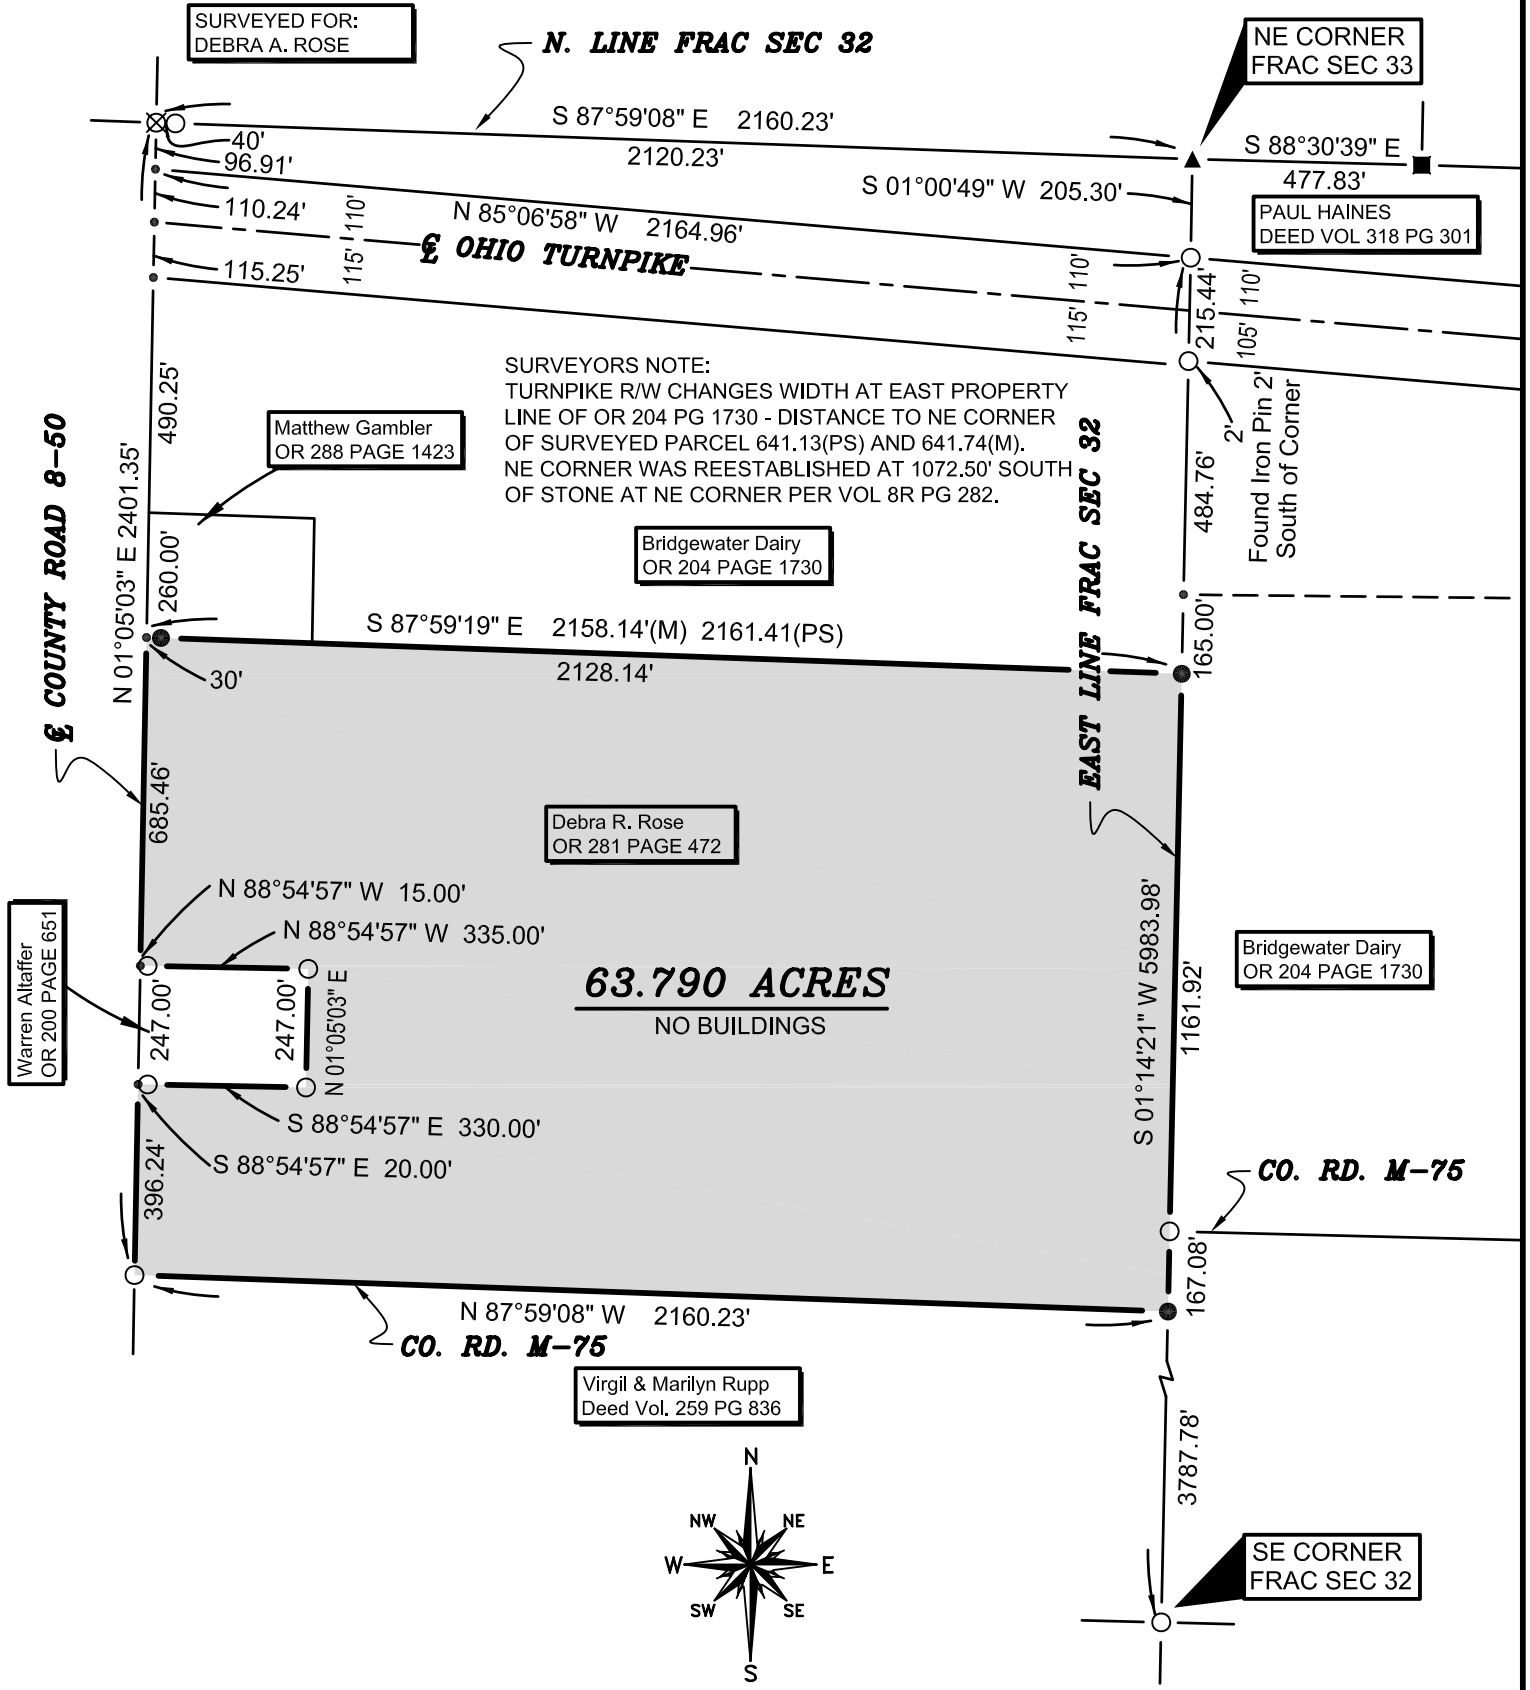 SURVEYED FOR:
DEBRA A. ROSE
N. LINE FRAC SEC 32
NE CORNER
FRAC SEC 33
S 87°59'08" E 2160.23'
2120.23'
40'
96.91'
S 88°30'39" E
477.83'
S 01°00'49" W 205.30'
PAUL HAINES
DEED VOL 318 PG 301
110.24'
N 85°06'58" W 2164.96'
110'
115'
℄ OHIO TURNPIKE
115.25'
110'
115'
215.44'
110'
105'
SURVEYORS NOTE:
TURNPIKE R/W CHANGES WIDTH AT EAST PROPERTY
LINE OF OR 204 PG 1730 - DISTANCE TO NE CORNER
OF SURVEYED PARCEL 641.13(PS) AND 641.74(M).
NE CORNER WAS REESTABLISHED AT 1072.50' SOUTH
OF STONE AT NE CORNER PER VOL 8R PG 282.
490.25'
Matthew Gambler
OR 288 PAGE 1423
2'
Found Iron Pin 2'
South of Corner
484.76'
℄ COUNTY ROAD 8-50
N 01°05'03" E 2401.35'
260.00'
Bridgewater Dairy
OR 204 PAGE 1730
EAST LINE FRAC SEC 32
S 87°59'19" E 2158.14'(M) 2161.41(PS)
2128.14'
30'
165.00'
685.46'
Debra R. Rose
OR 281 PAGE 472
N 88°54'57" W 15.00'
N 88°54'57" W 335.00'
Warren Altaffer
OR 200 PAGE 651
247.00'
247.00'
N 01°05'03" E
63.790 ACRES
NO BUILDINGS
S 01°14'21" W 5983.98'
1161.92'
Bridgewater Dairy
OR 204 PAGE 1730
S 88°54'57" E 330.00'
S 88°54'57" E 20.00'
396.24'
CO. RD. M-75
167.08'
N 87°59'08" W 2160.23'
CO. RD. M-75
Virgil & Marilyn Rupp
Deed Vol. 259 PG 836
3787.78'
N
NW
NE
W
E
SW
SE
S
SE CORNER
FRAC SEC 32